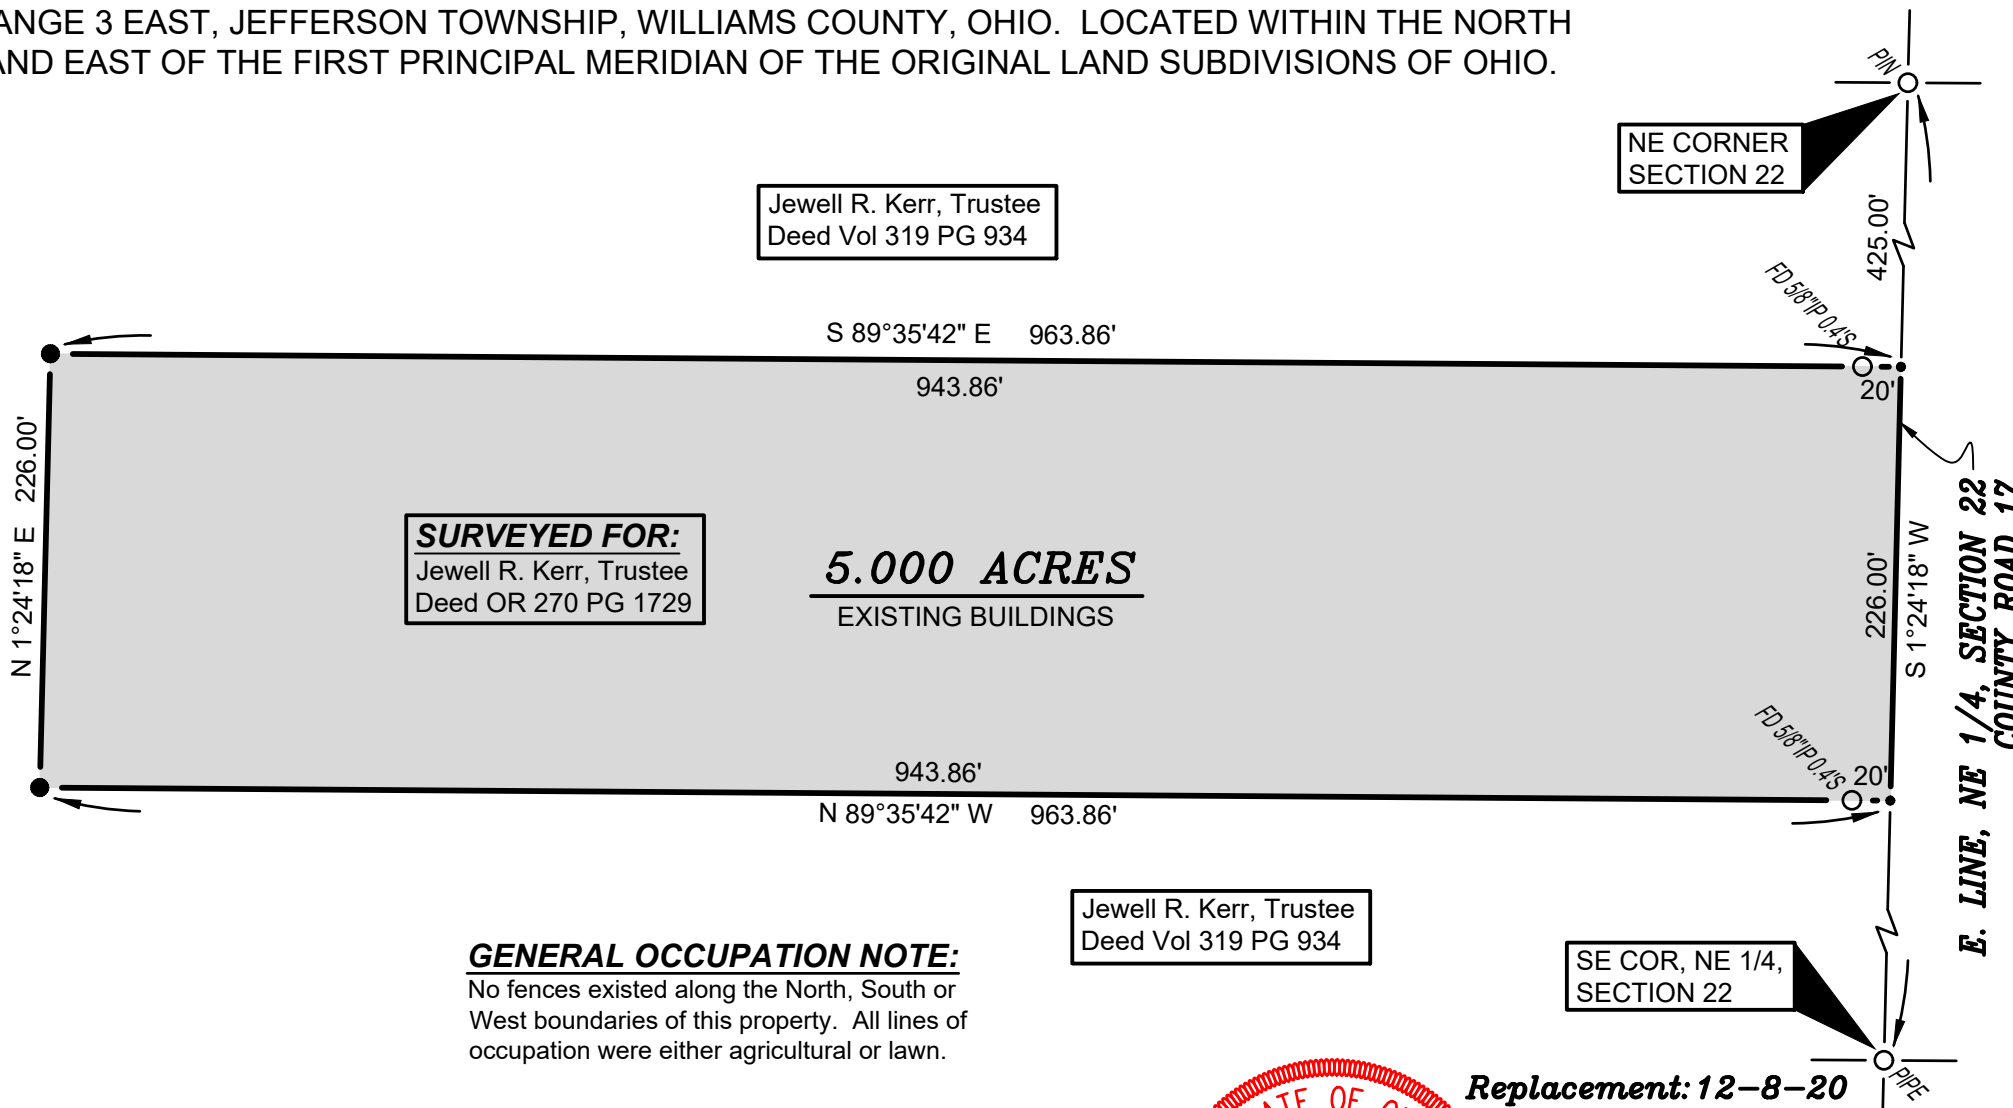 ANGE 3 EAST, JEFFERSON TOWNSHIP, WILLIAMS COUNTY, OHIO.  LOCATED WITHIN THE NORTH
AND EAST OF THE FIRST PRINCIPAL MERIDIAN OF THE ORIGINAL LAND SUBDIVISIONS OF OHIO.
PIN
NE CORNER
SECTION 22
Jewell R. Kerr, Trustee
Deed Vol 319 PG 934
425.00'
FD 5/8"IP 0.4'S
S 89°35'42" E 963.86'
943.86'
20'
N 1°24'18" E 226.00'
SURVEYED FOR:
Jewell R. Kerr, Trustee
Deed OR 270 PG 1729
5.000 ACRES
EXISTING BUILDINGS
226.00'
S 1°24'18" W
E. LINE, NE 1/4, SECTION 22
COUNTY ROAD 17
FD 5/8"IP 0.4'S
943.86'
20'
N 89°35'42" W 963.86'
Jewell R. Kerr, Trustee
Deed Vol 319 PG 934
GENERAL OCCUPATION NOTE:
No fences existed along the North, South or
West boundaries of this property.  All lines of
occupation were either agricultural or lawn.
SE COR, NE 1/4,
SECTION 22
PIPE
Replacement: 12-8-20
ATE OF